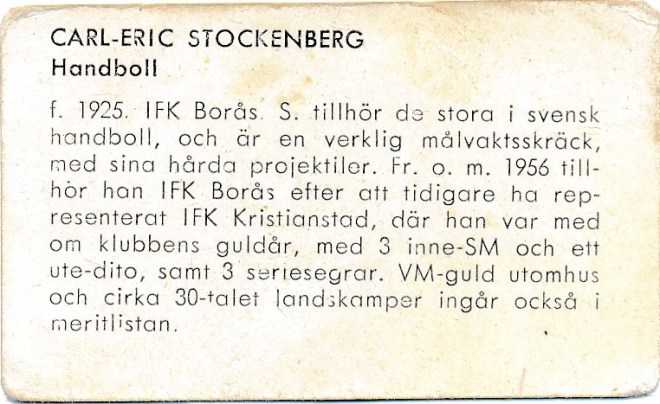 CARL-ERIC STOCKENBERG
Handboll
f. 1925. IFK Borås. S. tillhör de stora i svensk
handboll, och är en verklig målvaktsskräck,
med sina hårda projektiler. Fr. o. m. 1956 till-
hör han IFK Borås efter att tidigare ha rep-
resenterat IFK Kristianstad, där han var med
om klubbens guldår, med 3 inne-SM och ett
ute-dito, samt 3 seriesegrar. VM-guld utomhus
och cirka 30-talet landskamper ingår också i
meritlistan.